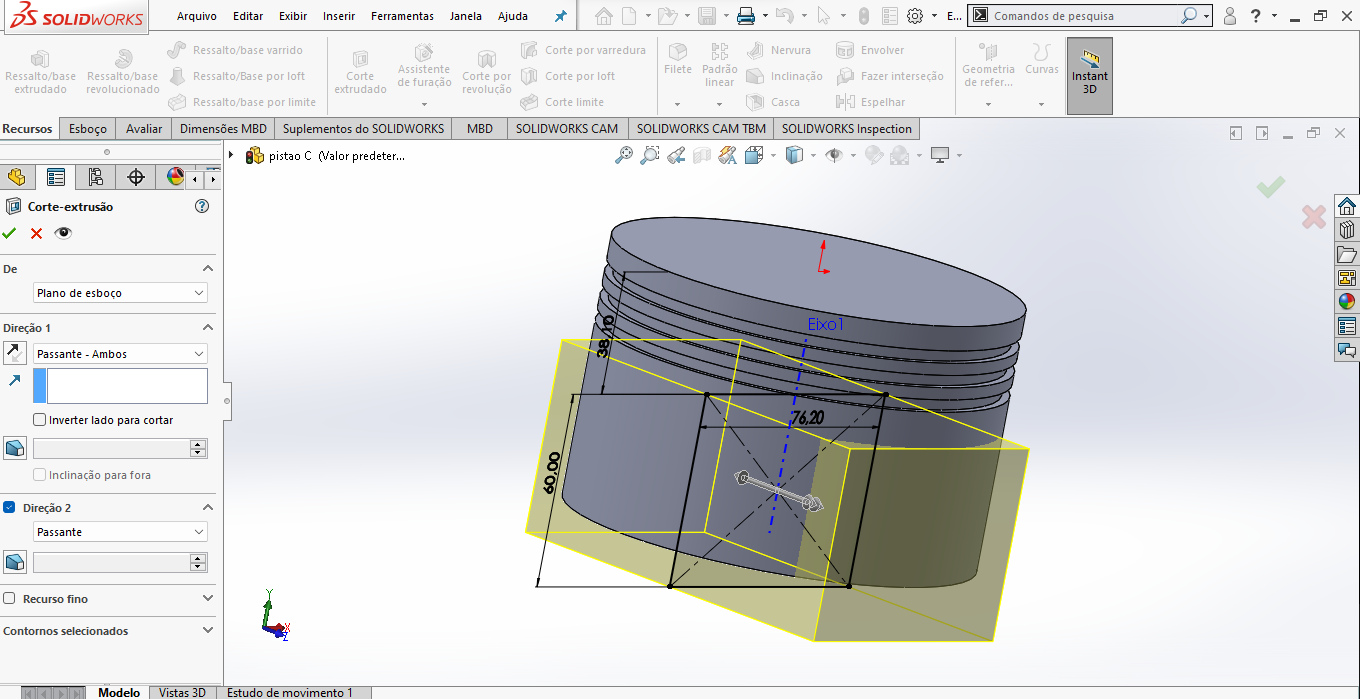 SOLIDWORKS
Arquivo Editar Exibir Inserir Ferramentas Janela Ajuda
E...
Comandos de pesquisa
?
Ressalto/base extrudado
Ressalto/base revolucionado
Ressalto/base varrido
Ressalto/Base por loft
Ressalto/base por limite
Corte extrudado
Assistente de furação
Corte por revolução
Corte por varredura
Corte por loft
Corte limite
Filete
Padrão linear
Nervura
Inclinação
Casca
Envolver
Fazer interseção
Espelhar
Geometria de refer...
Curvas
Instant 3D
Recursos Esboço Avaliar Dimensões MBD Suplementos do SOLIDWORKS MBD SOLIDWORKS CAM SOLIDWORKS CAM TBM SOLIDWORKS Inspection
pistao C (Valor predeter...
Corte-extrusão
?
De
Plano de esboço
Direção 1
Passante - Ambos
Inverter lado para cortar
Inclinação para fora
Direção 2
Passante
Recurso fino
Contornos selecionados
Eixo1
38,10
76,20
60,00
Y
X
Z
Modelo Vistas 3D Estudo de movimento 1